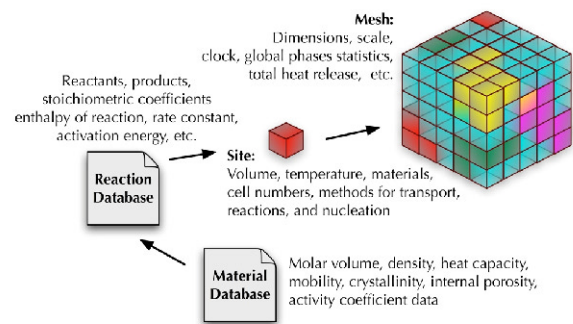 Mesh:
Dimensions, scale,
clock, global phases statistics,
total heat release, etc.
Reactants, products,
stoichiometric coefficients
enthalpy of reaction, rate constant,
activation energy, etc.
Reaction
Database
Site:
Volume, temperature, materials,
cell numbers, methods for transport,
reactions, and nucleation
Material
Database
Molar volume, density, heat capacity,
mobility, crystallinity, internal porosity,
activity coefficient data